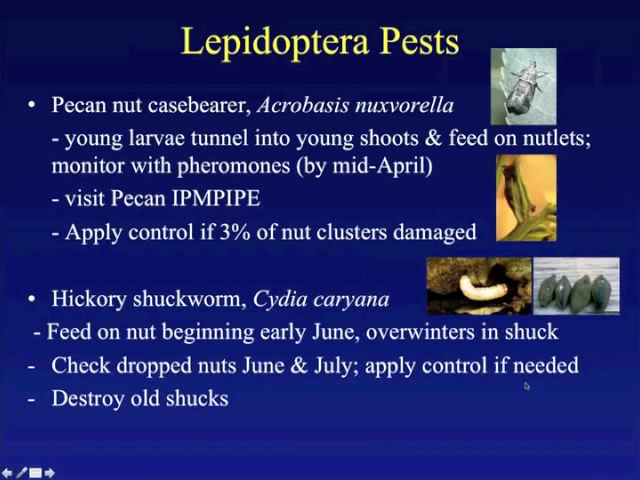 Lepidoptera Pests
• Pecan nut casebearer, Acrobasis nuxvorella
- young larvae tunnel into young shoots & feed on nutlets;
monitor with pheromones (by mid-April)
- visit Pecan IPMPIPE
- Apply control if 3% of nut clusters damaged
• Hickory shuckworm, Cydia caryana
- Feed on nut beginning early June, overwinters in shuck
- Check dropped nuts June & July; apply control if needed
- Destroy old shucks